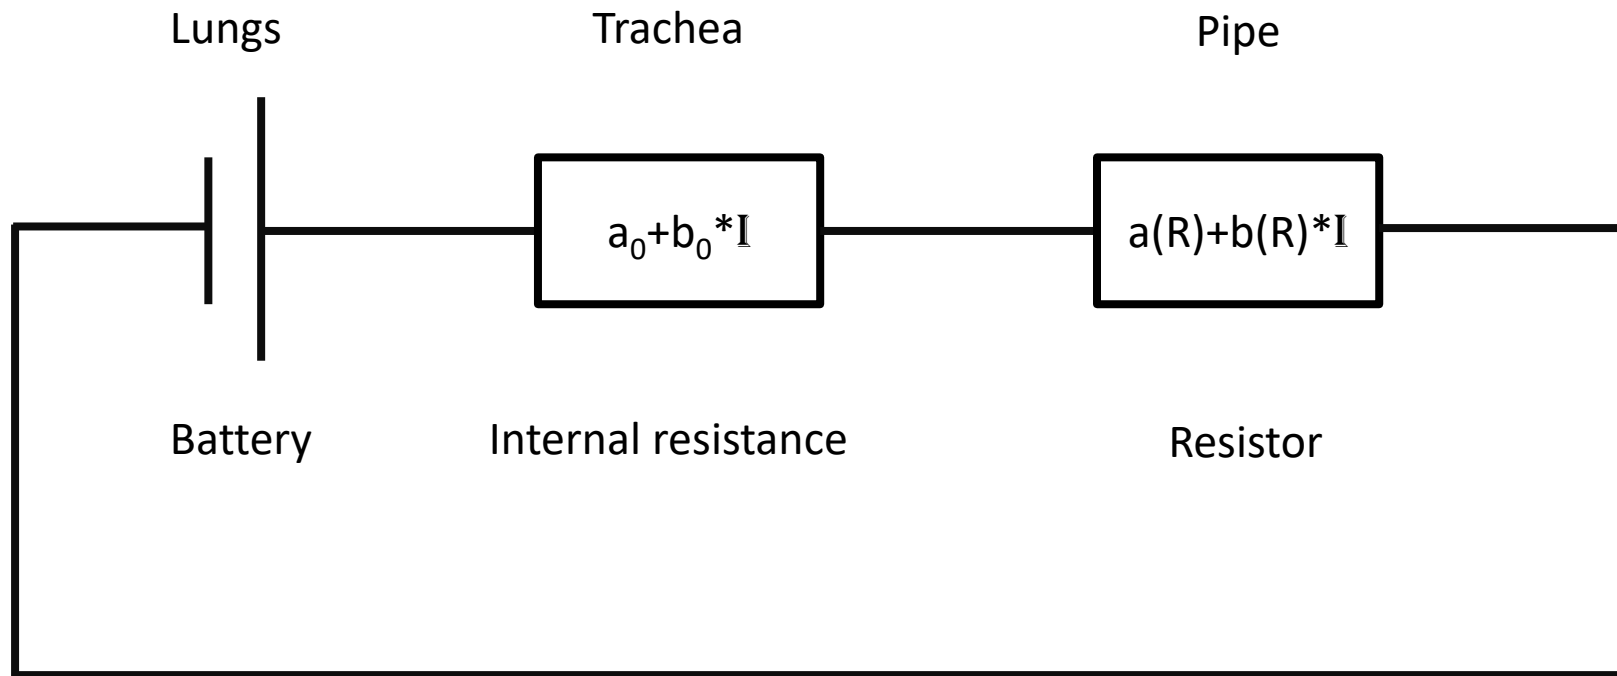 Lungs
Trachea
Pipe
a₀+b₀*𝕀
a(R)+b(R)*𝕀
Battery
Internal resistance
Resistor